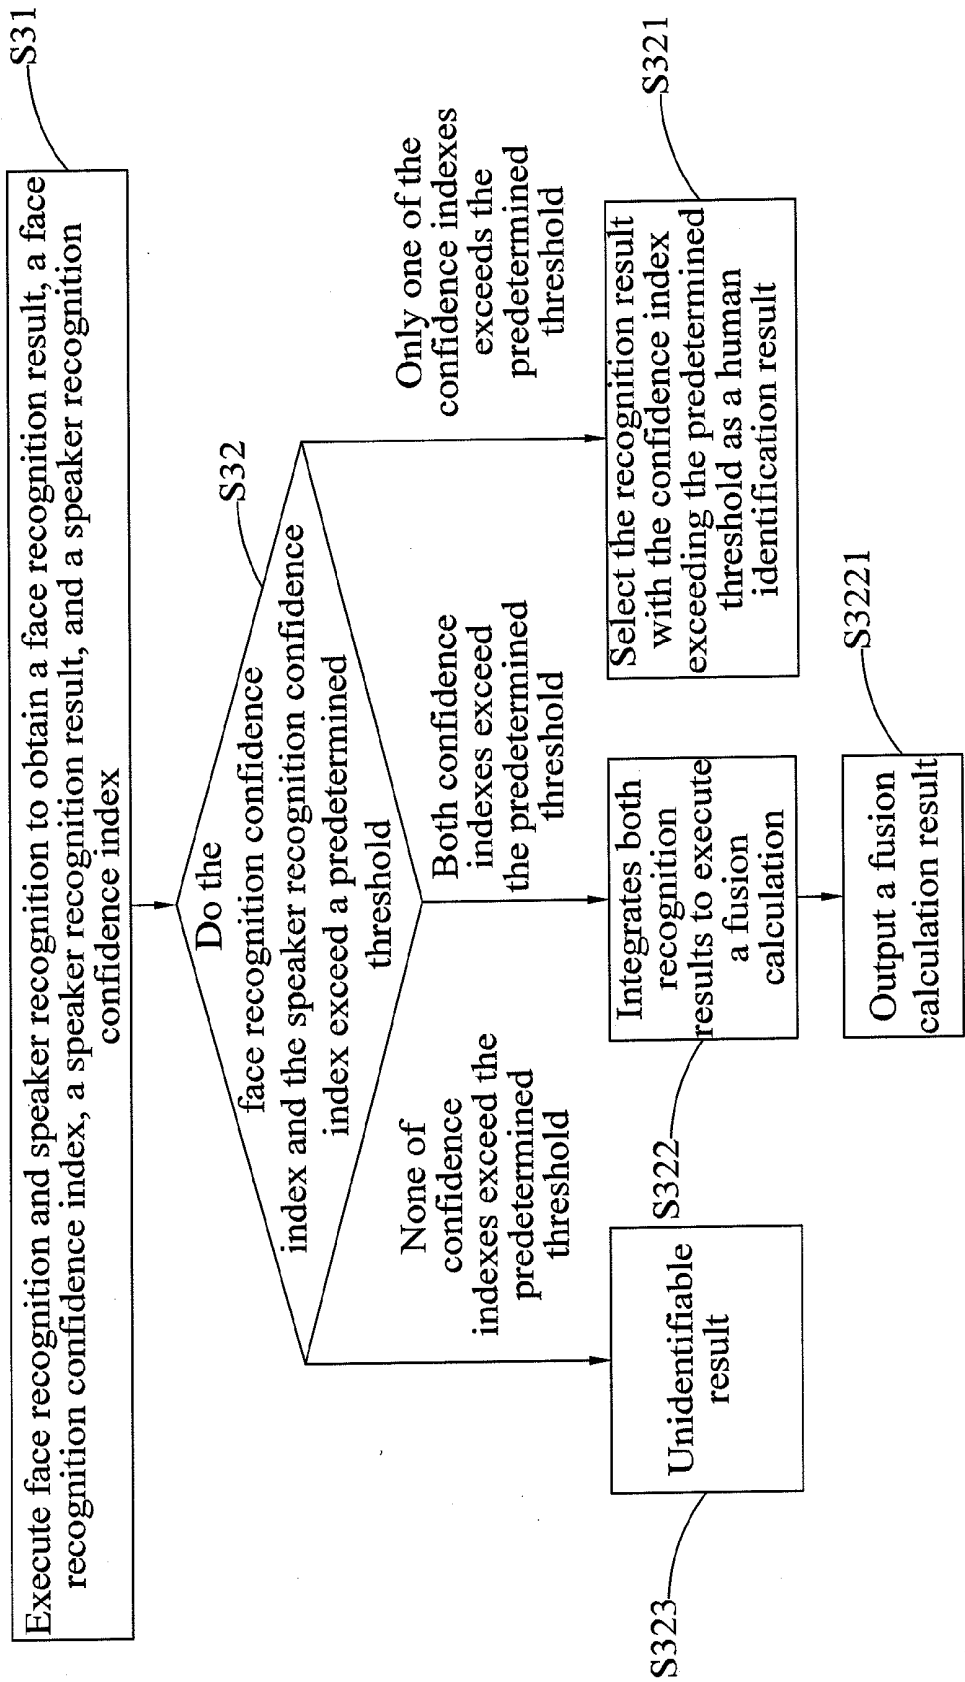 S31
Execute face recognition and speaker recognition to obtain a face recognition result, a face
recognition confidence index, a speaker recognition result, and a speaker recognition
confidence index
S32
Do the
face recognition confidence
index and the speaker recognition confidence
index exceed a predetermined
threshold
None of
confidence
indexes exceed the
predetermined
threshold
Both confidence
indexes exceed
the predetermined
threshold
Only one of the
confidence indexes
exceeds the
predetermined
threshold
S323
Unidentifiable
result
S322
Integrates both
recognition
results to execute
a fusion
calculation
S321
Select the recognition result
with the confidence index
exceeding the predetermined
threshold as a human
identification result
S3221
Output a fusion
calculation result